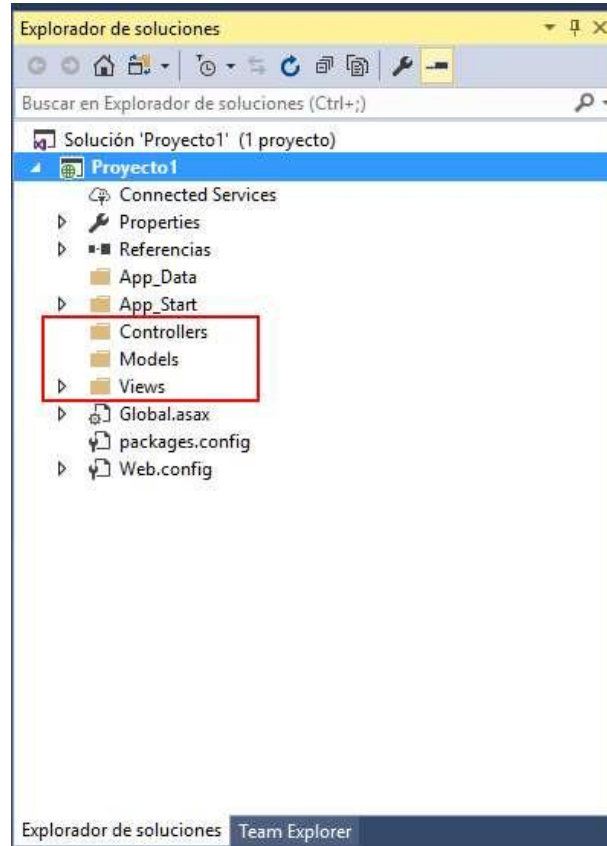 Explorador de soluciones
Buscar en Explorador de soluciones (Ctrl+;)
Solución 'Proyecto1' (1 proyecto)
Proyecto1
Connected Services
Properties
Referencias
App_Data
App_Start
Controllers
Models
Views
Global.asax
packages.config
Web.config
Explorador de soluciones Team Explorer